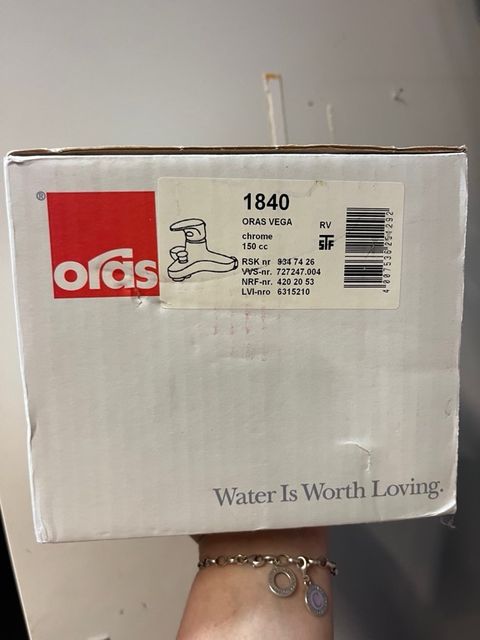 ®
oras
1840
ORAS VEGA
RV
chrome
150 cc
STF
RSK nr 834 74 26
VVS-nr. 727247.004
NRF-nr. 420 20 53
LVI-nro 6315210
Water Is Worth Loving.